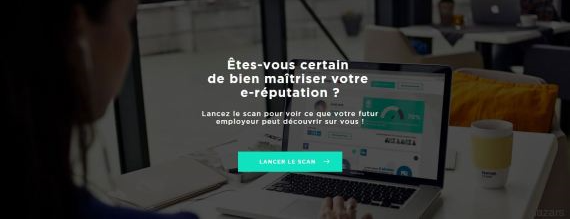 Êtes-vous certain
de bien maîtriser votre
e-réputation ?
Lancez le scan pour voir ce que votre futur
employeur peut découvrir sur vous !
LANCER LE SCAN →